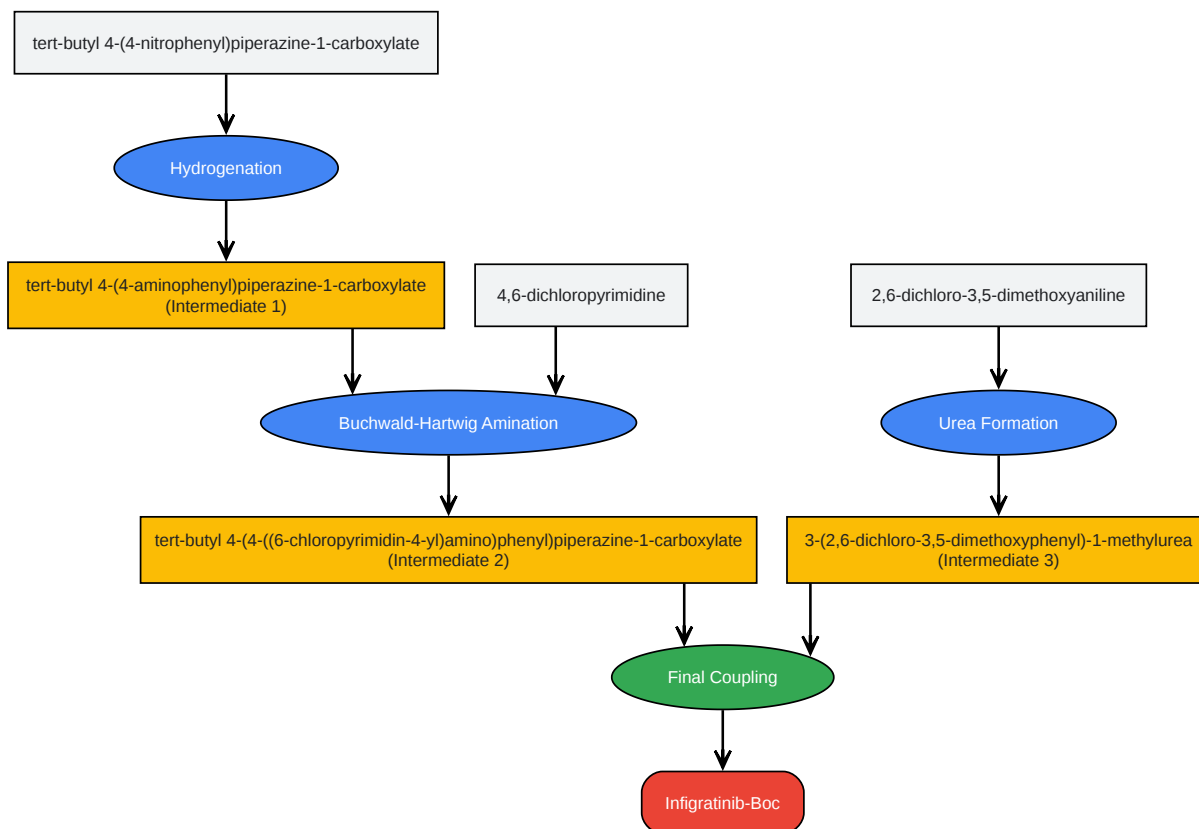 tert-butyl 4-(4-nitrophenyl)piperazine-1-carboxylate
Hydrogenation
tert-butyl 4-(4-aminophenyl)piperazine-1-carboxylate
(Intermediate 1)
4,6-dichloropyrimidine
2,6-dichloro-3,5-dimethoxyaniline
Buchwald-Hartwig Amination
Urea Formation
tert-butyl 4-(4-((6-chloropyrimidin-4-yl)amino)phenyl)piperazine-1-carboxylate
(Intermediate 2)
3-(2,6-dichloro-3,5-dimethoxyphenyl)-1-methylurea
(Intermediate 3)
Final Coupling
Infigratinib-Boc